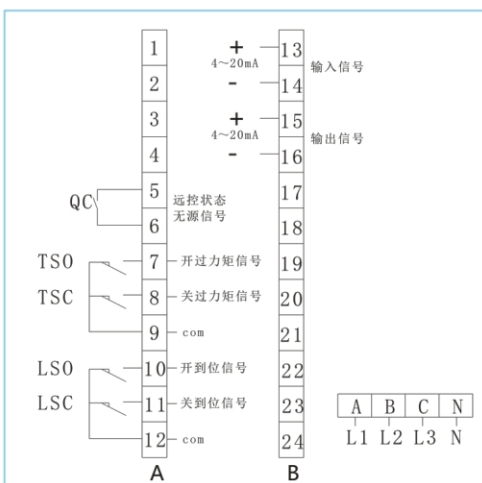 1 + 13
4～20mA 输入信号
2 - 14
3 + 15
4～20mA 输出信号
4 - 16
QC 5 远控状态 17
6 无源信号 18
TSO 7 开过力矩信号 19
TSC 8 关过力矩信号 20
9 com 21
LSO 10 开到位信号 22
LSC 11 关到位信号 23
12 com 24
A B C N
L1 L2 L3 N
A B